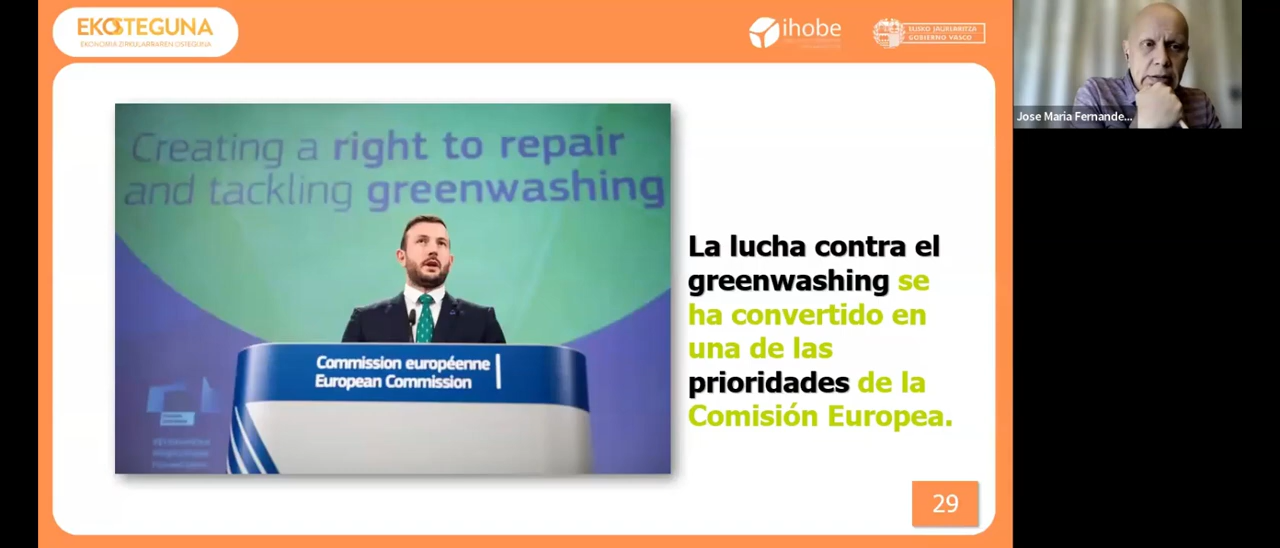 EKOSTEGUNA
EKONOMIA ZIRKULARRAREN OSTEGUNA
ihobe
EUSKO JAURLARITZA
GOBIERNO VASCO
Jose Maria Fernande...
Creating a right to repair
and tackling greenwashing
Commission européenne
European Commission
La lucha contra el
greenwashing se
ha convertido en
una de las
prioridades de la
Comisión Europea.
29